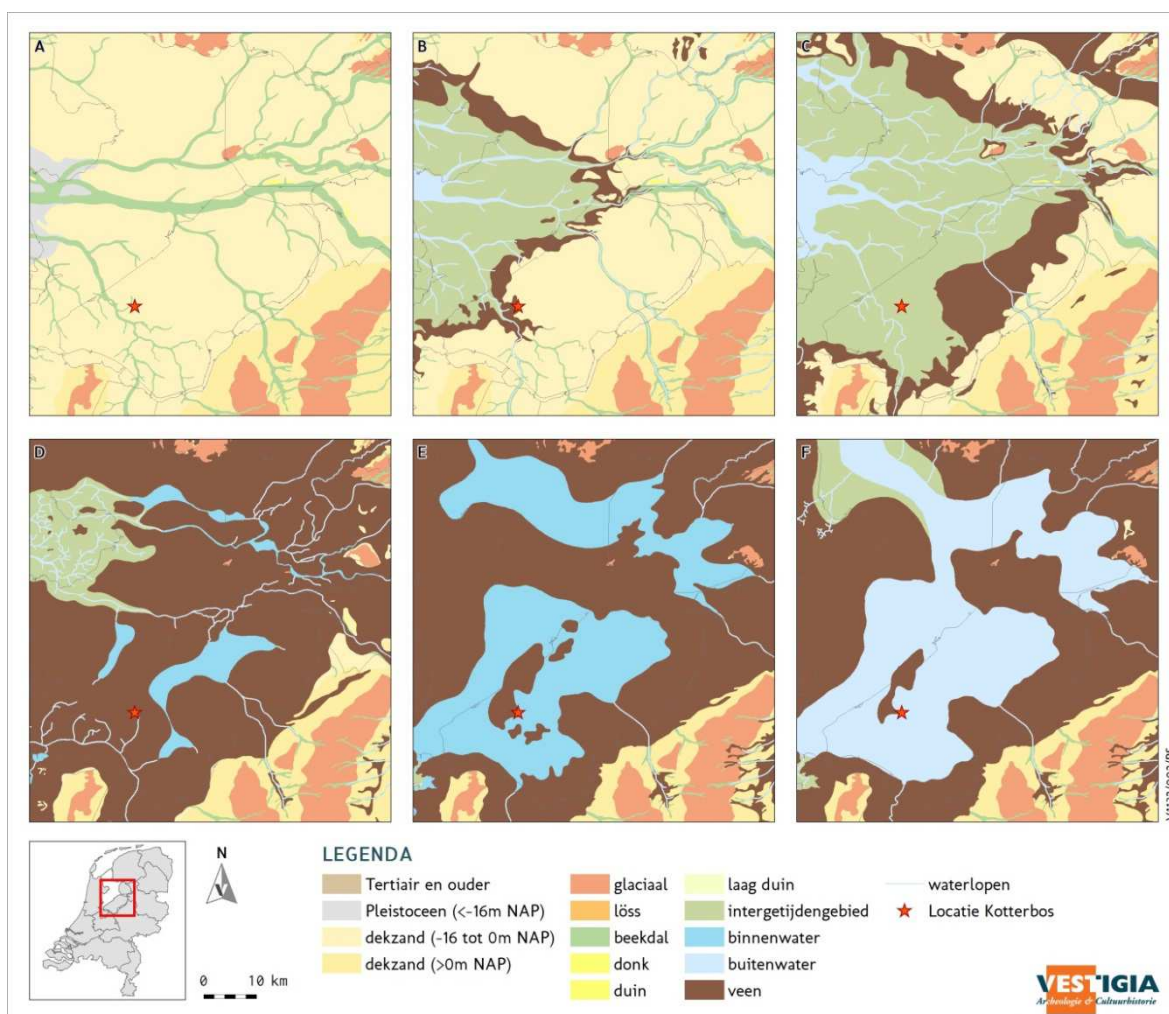 A
B
C
D
E
F
N
0 10 km
LEGENDA
Tertiair en ouder
Pleistoceen (<-16m NAP)
dekzand (-16 tot 0m NAP)
dekzand (>0m NAP)
glaciaal
löss
beekdal
donk
duin
laag duin
intergetijdengebied
binnenwater
buitenwater
veen
waterlopen
Locatie Kotterbos
VESTIGIA
Archeologie & Cultuurhistorie